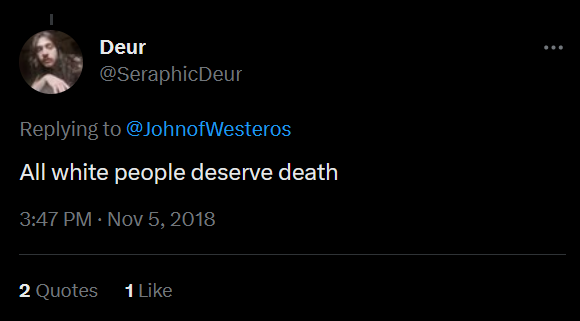 Deur
@SeraphicDeur
Replying to @JohnofWesteros
All white people deserve death
3:47 PM · Nov 5, 2018
2 Quotes 1 Like